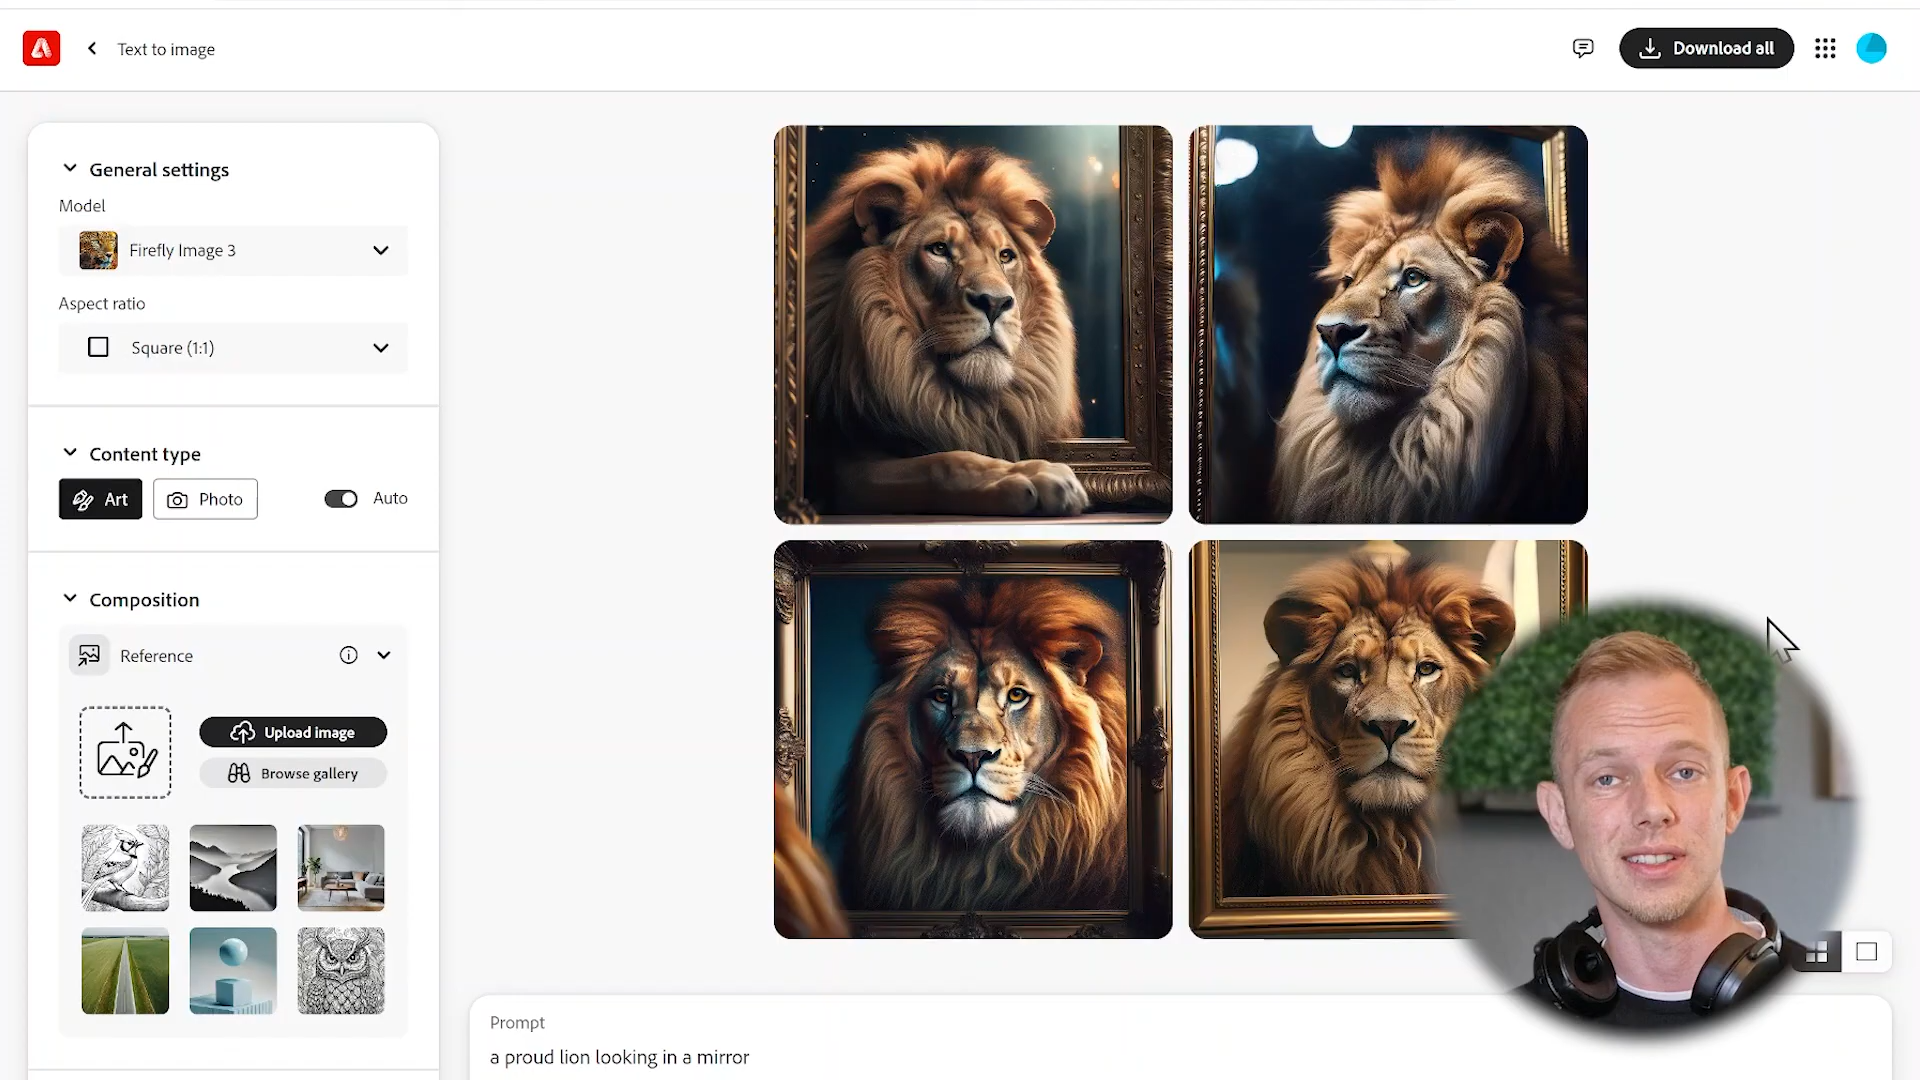 Text to image
Download all
General settings
Model
Firefly Image 3
Aspect ratio
Square (1:1)
Content type
Art
Photo
Auto
Composition
Reference
Upload image
Browse gallery
Prompt
a proud lion looking in a mirror